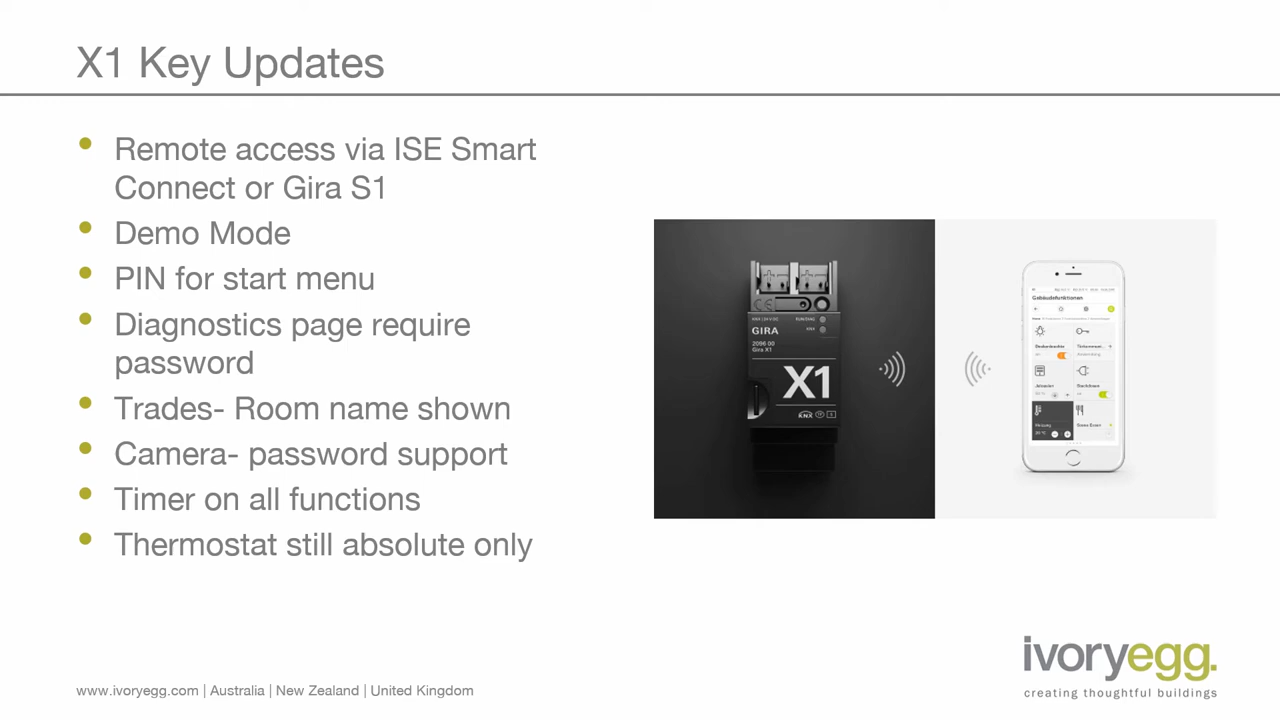 X1 Key Updates
• Remote access via ISE Smart
Connect or Gira S1
• Demo Mode
• PIN for start menu
• Diagnostics page require
password
• Trades- Room name shown
• Camera- password support
• Timer on all functions
• Thermostat still absolute only
GIRA
2096 00
Gira X1
X1
KNX
Gebäudefunktionen
ivoryegg.
creating thoughtful buildings
www.ivoryegg.com | Australia | New Zealand | United Kingdom